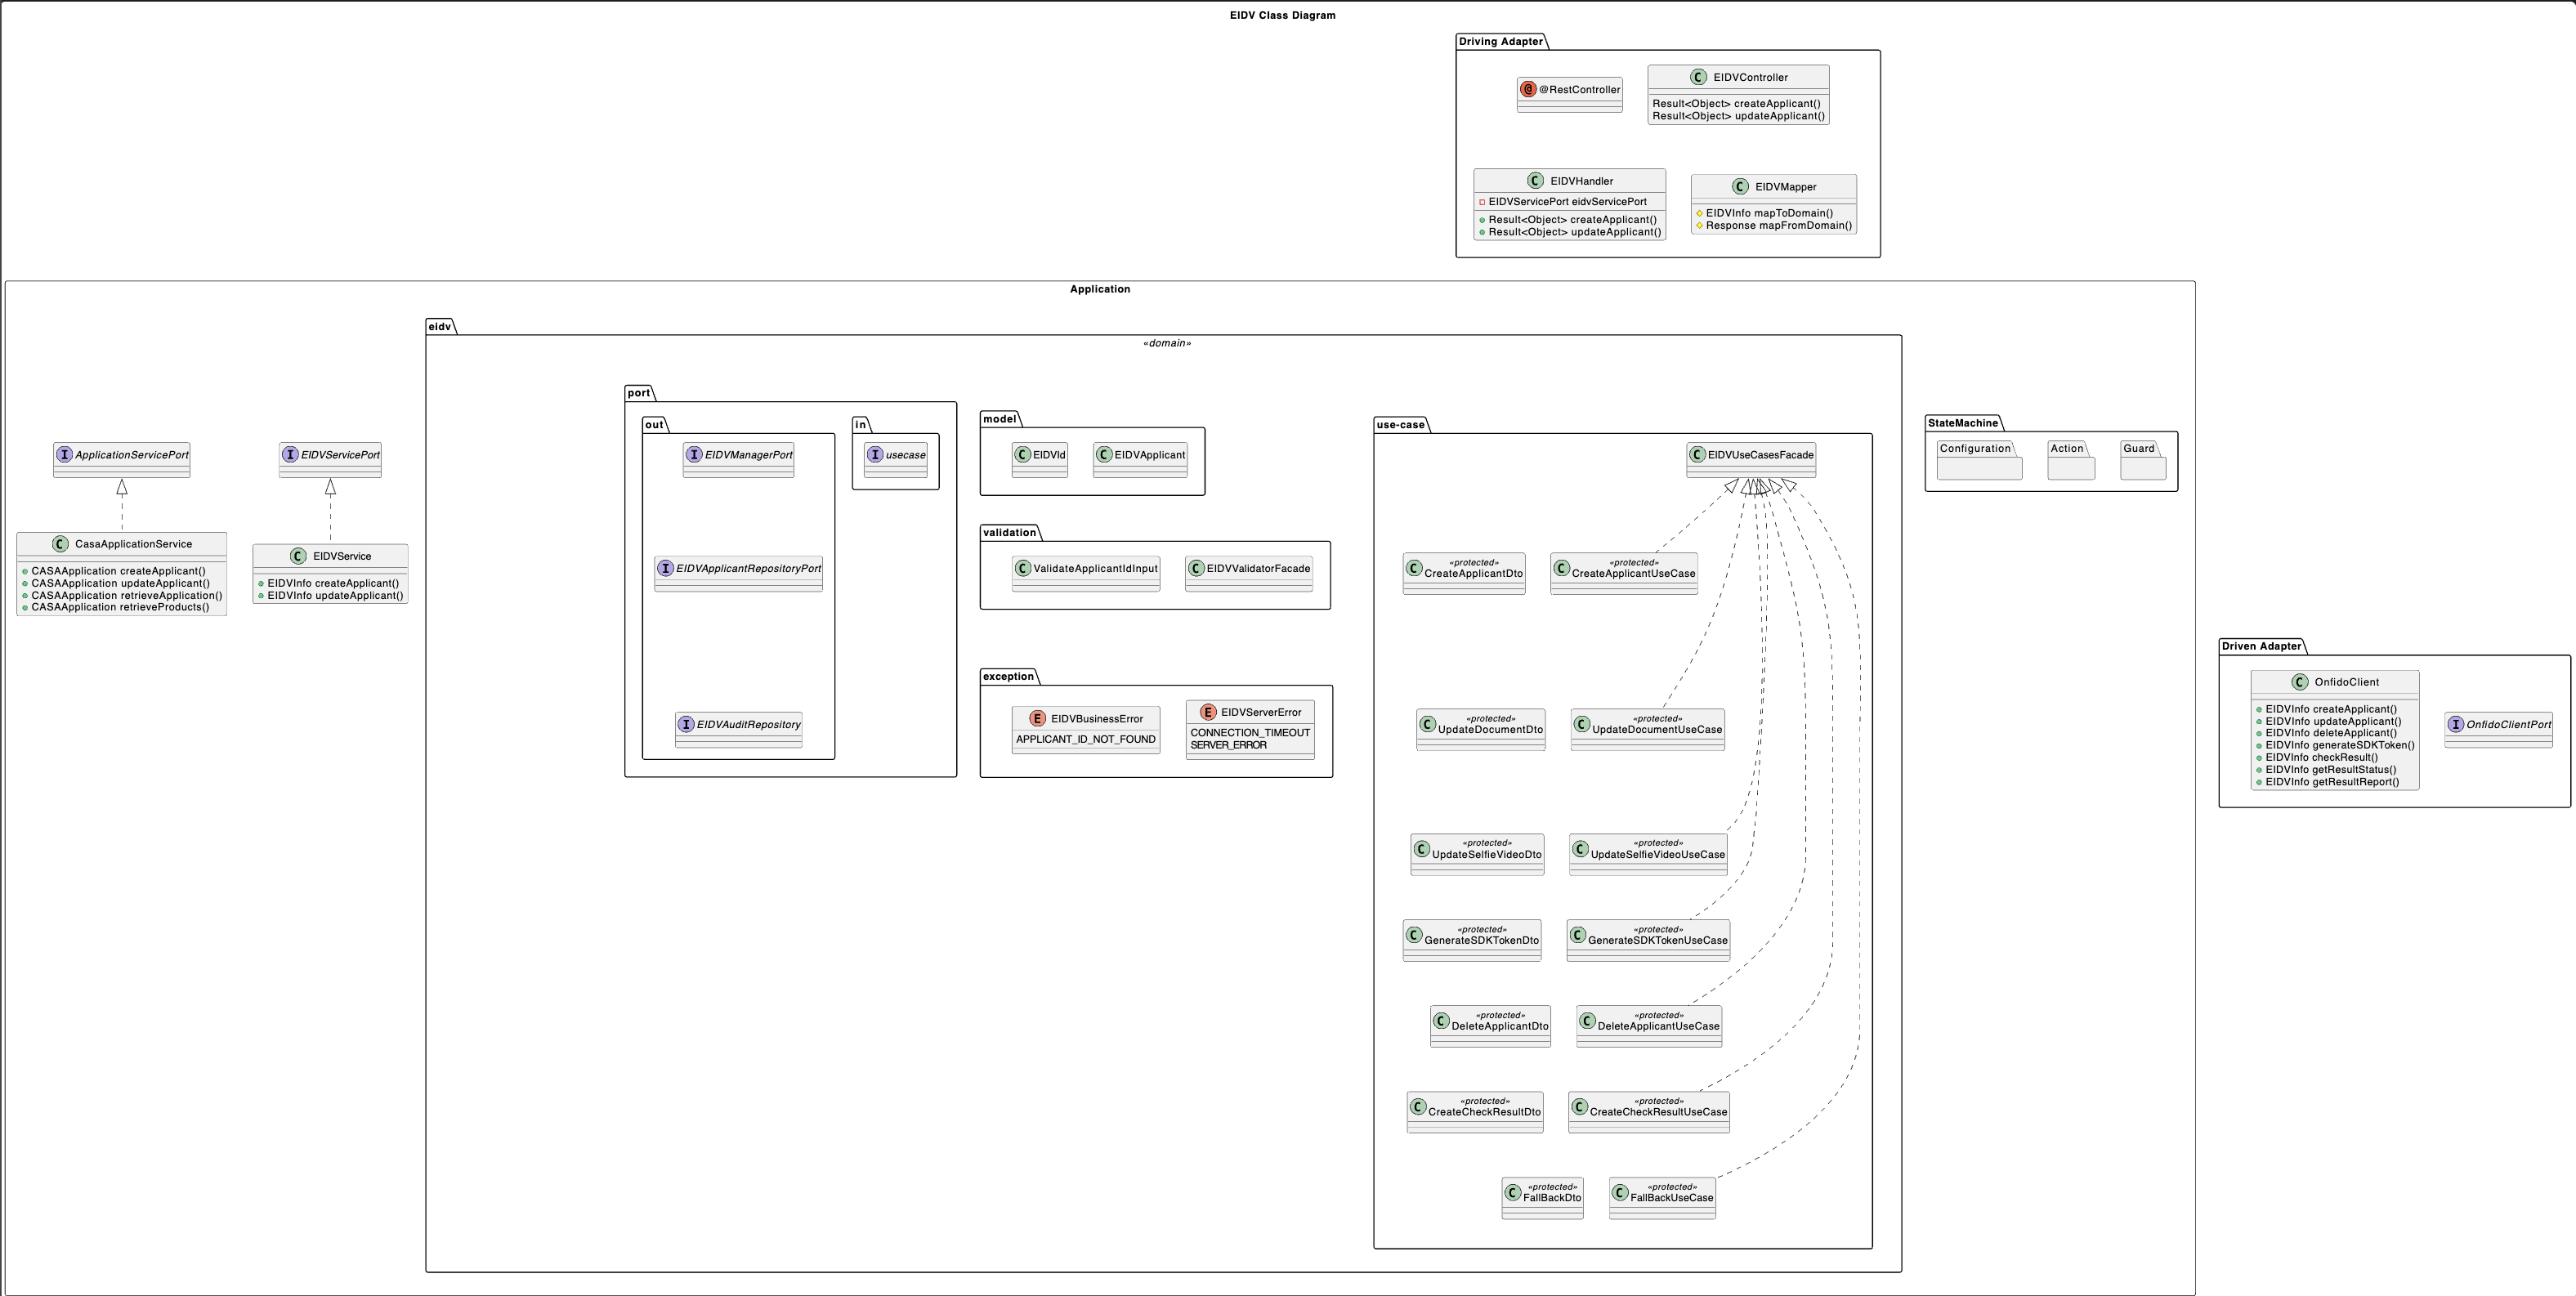 EIDV Class Diagram
Driving Adapter
@ @RestController
C EIDVController
Result<Object> createApplicant()
Result<Object> updateApplicant()
C EIDVHandler
EIDVServicePort eidvServicePort
Result<Object> createApplicant()
Result<Object> updateApplicant()
C EIDVMapper
EIDVInfo mapToDomain()
Response mapFromDomain()
Application
I ApplicationServicePort
C CasaApplicationService
CASAApplication createApplicant()
CASAApplication updateApplicant()
CASAApplication retrieveApplication()
CASAApplication retrieveProducts()
I EIDVServicePort
C EIDVService
EIDVInfo createApplicant()
EIDVInfo updateApplicant()
eidv
«domain»
port
out
I EIDVManagerPort
I EIDVApplicantRepositoryPort
I EIDVAuditRepository
in
I usecase
model
C EIDVId
C EIDVApplicant
validation
C ValidateApplicantIdInput
C EIDVValidatorFacade
exception
E EIDVBusinessError
APPLICANT_ID_NOT_FOUND
E EIDVServerError
CONNECTION_TIMEOUT
SERVER_ERROR
use-case
C EIDVUseCasesFacade
«protected»
C CreateApplicantDto
«protected»
C CreateApplicantUseCase
«protected»
C UpdateDocumentDto
«protected»
C UpdateDocumentUseCase
«protected»
C UpdateSelfieVideoDto
«protected»
C UpdateSelfieVideoUseCase
«protected»
C GenerateSDKTokenDto
«protected»
C GenerateSDKTokenUseCase
«protected»
C DeleteApplicantDto
«protected»
C DeleteApplicantUseCase
«protected»
C CreateCheckResultDto
«protected»
C CreateCheckResultUseCase
«protected»
C FallBackDto
«protected»
C FallBackUseCase
StateMachine
Configuration
Action
Guard
Driven Adapter
C OnfidoClient
EIDVInfo createApplicant()
EIDVInfo updateApplicant()
EIDVInfo deleteApplicant()
EIDVInfo generateSDKToken()
EIDVInfo checkResult()
EIDVInfo getResultStatus()
EIDVInfo getResultReport()
I OnfidoClientPort